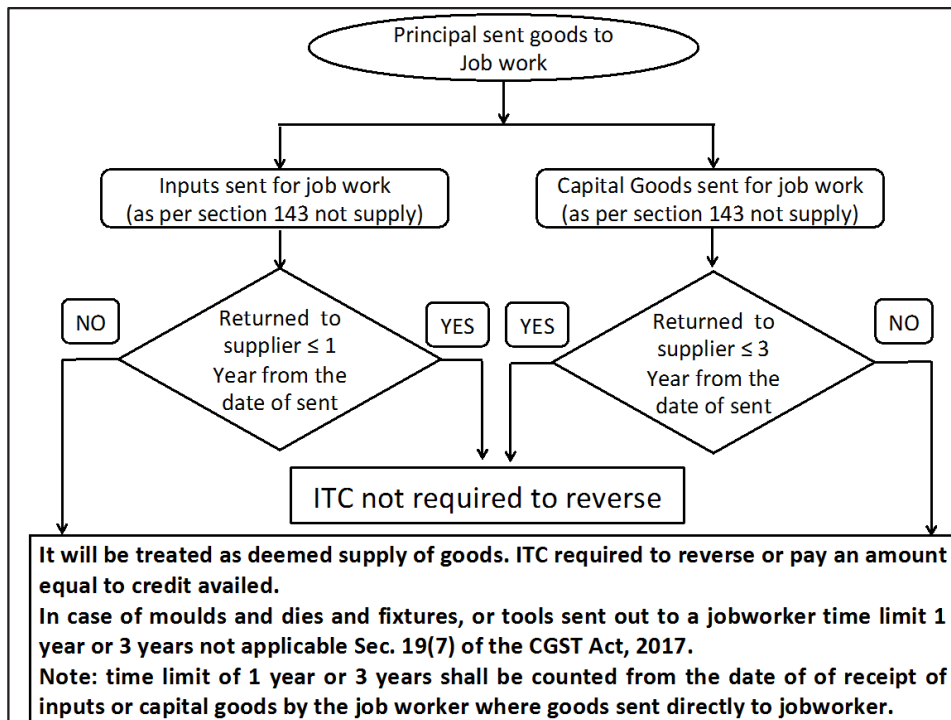 Principal sent goods to
Job work
Inputs sent for job work
(as per section 143 not supply)
Capital Goods sent for job work
(as per section 143 not supply)
NO
Returned to
supplier ≤ 1
Year from the
date of sent
YES
YES
Returned to
supplier ≤ 3
Year from the
date of sent
NO
ITC not required to reverse
It will be treated as deemed supply of goods. ITC required to reverse or pay an amount
equal to credit availed.
In case of moulds and dies and fixtures, or tools sent out to a jobworker time limit 1
year or 3 years not applicable Sec. 19(7) of the CGST Act, 2017.
Note: time limit of 1 year or 3 years shall be counted from the date of of receipt of
inputs or capital goods by the job worker where goods sent directly to jobworker.